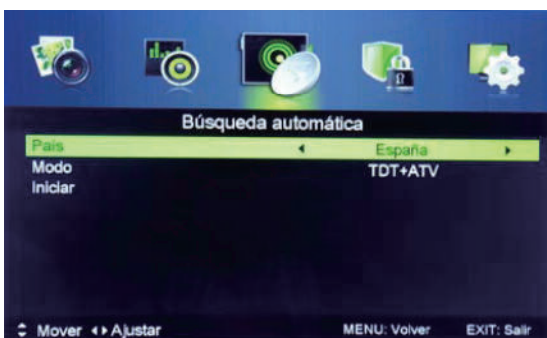 Búsqueda automática
País España
Modo TDT+ATV
Iniciar
Mover Ajustar MENU: Volver EXIT: Salir